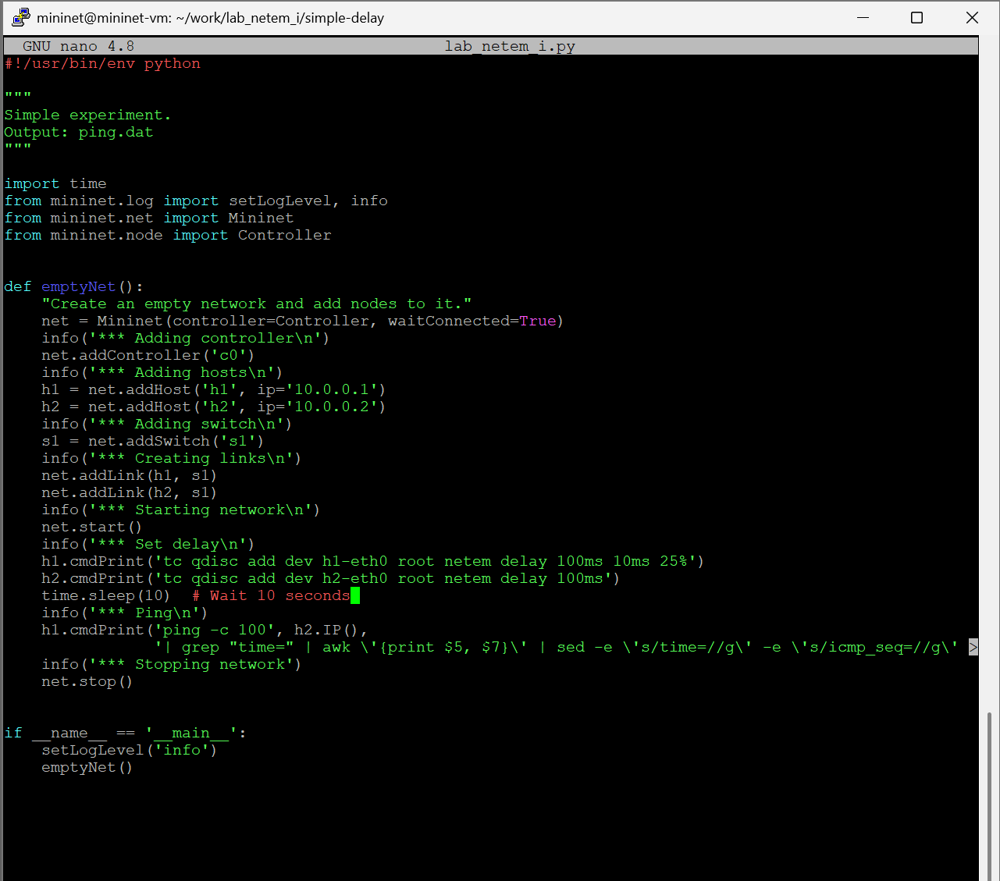 mininet@mininet-vm: ~/work/lab_netem_i/simple-delay
GNU nano 4.8 lab_netem_i.py
#!/usr/bin/env python
"""
Simple experiment.
Output: ping.dat
"""
import time
from mininet.log import setLogLevel, info
from mininet.net import Mininet
from mininet.node import Controller
def emptyNet():
    "Create an empty network and add nodes to it."
    net = Mininet(controller=Controller, waitConnected=True)
    info('*** Adding controller\n')
    net.addController('c0')
    info('*** Adding hosts\n')
    h1 = net.addHost('h1', ip='10.0.0.1')
    h2 = net.addHost('h2', ip='10.0.0.2')
    info('*** Adding switch\n')
    s1 = net.addSwitch('s1')
    info('*** Creating links\n')
    net.addLink(h1, s1)
    net.addLink(h2, s1)
    info('*** Starting network\n')
    net.start()
    info('*** Set delay\n')
    h1.cmdPrint('tc qdisc add dev h1-eth0 root netem delay 100ms 10ms 25%')
    h2.cmdPrint('tc qdisc add dev h2-eth0 root netem delay 100ms')
    time.sleep(10)  # Wait 10 seconds
    info('*** Ping\n')
    h1.cmdPrint('ping -c 100', h2.IP(),
                '| grep "time=" | awk \'{print $5, $7}\' | sed -e \'s/time=//g\' -e \'s/icmp_seq=//g\' >
    info('*** Stopping network')
    net.stop()
if __name__ == '__main__':
    setLogLevel('info')
    emptyNet()